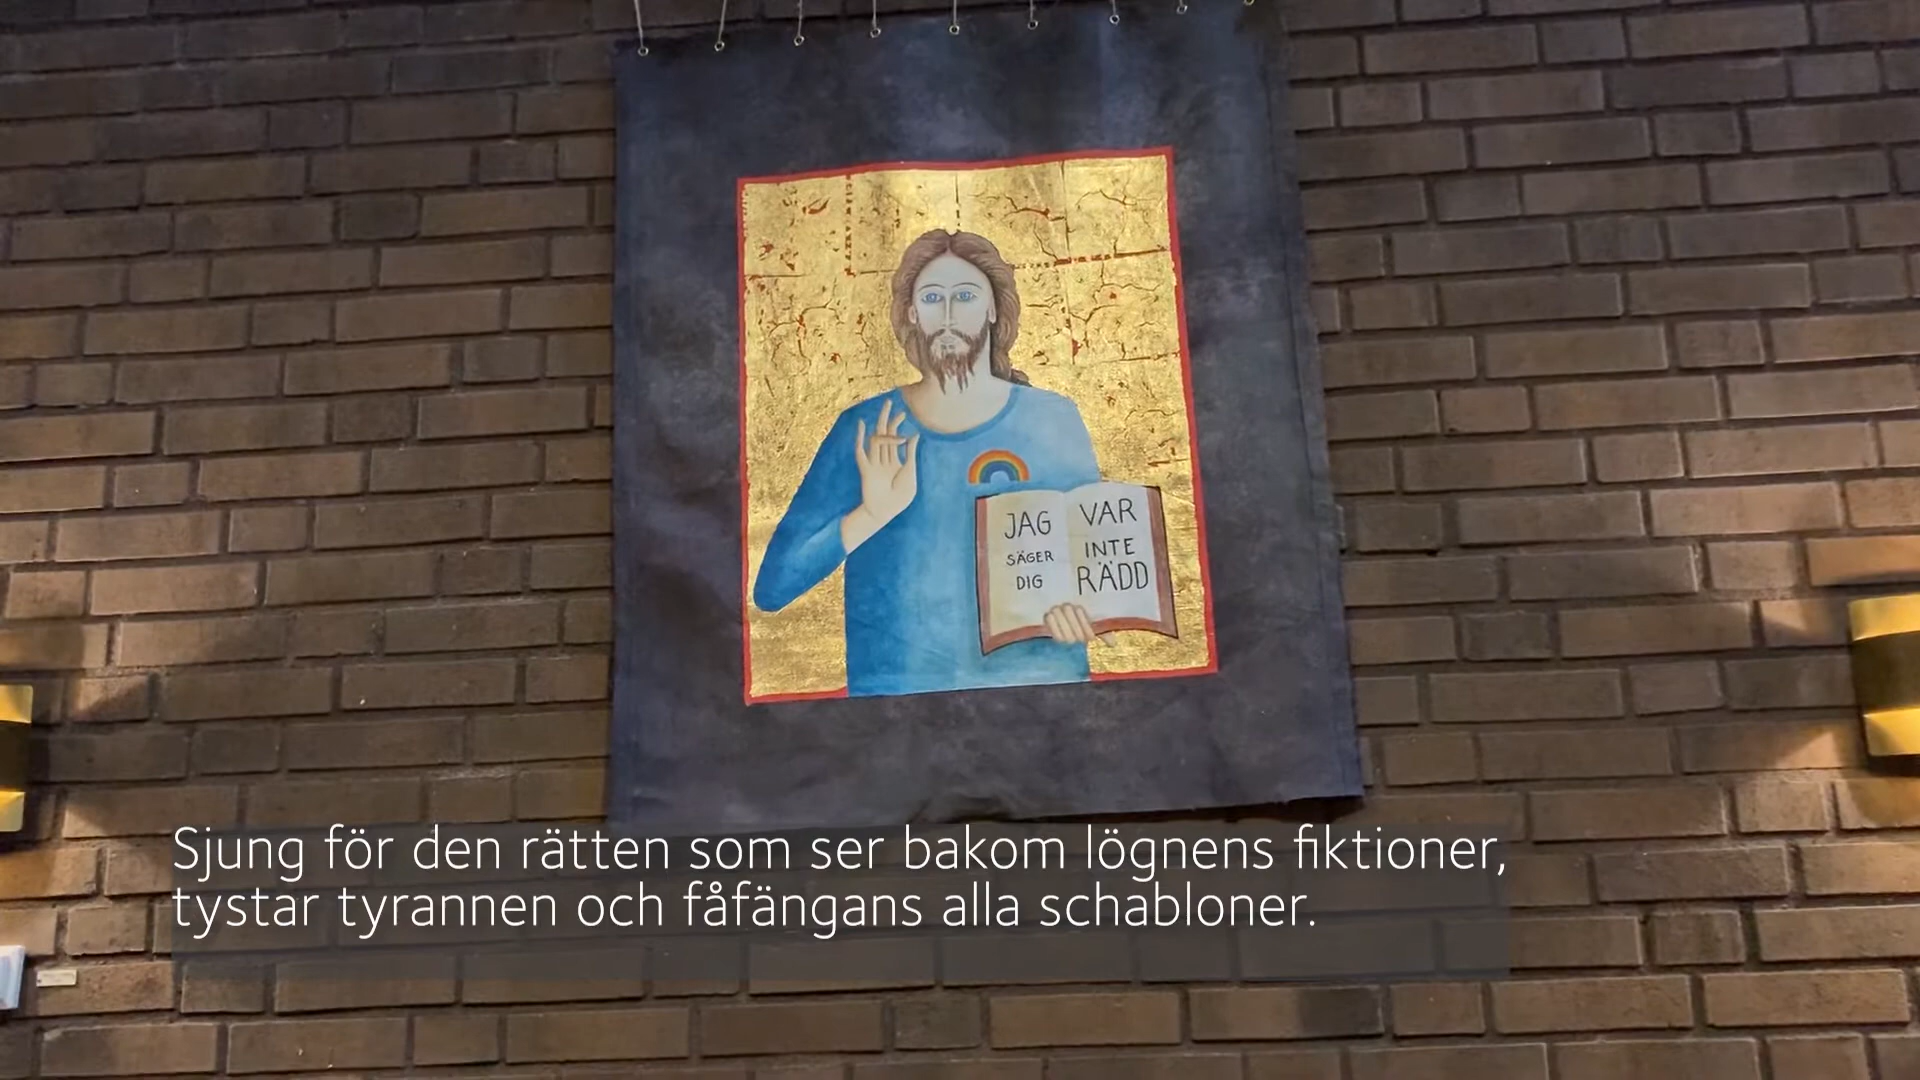 JAG
SÄGER
DIG
VAR
INTE
RÄDD
Sjung för den rätten som ser bakom lögnens fiktioner,
tystar tyrannen och fåfängans alla schabloner.